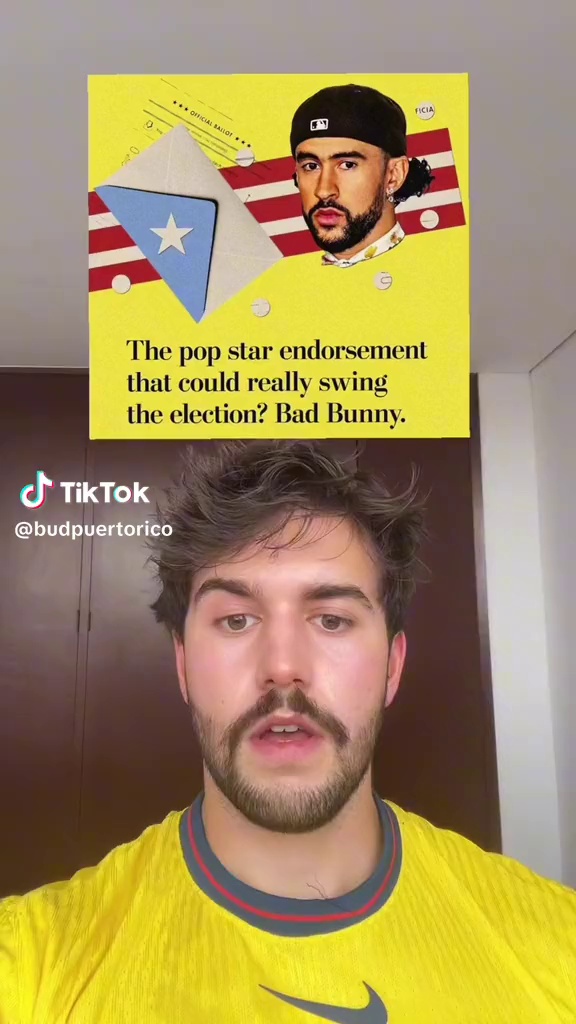 ★★★ OFFICIAL BALLOT ★★★
FICIA
The pop star endorsement
that could really swing
the election? Bad Bunny.
TikTok
@budpuertorico